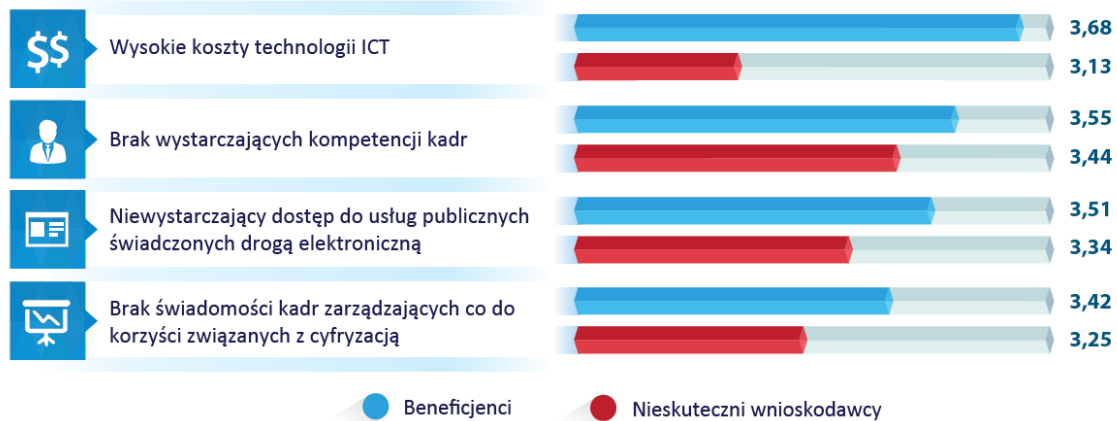 $$
Wysokie koszty technologii ICT
3,68
3,13
Brak wystarczających kompetencji kadr
3,55
3,44
Niewystarczający dostęp do usług publicznych
świadczonych drogą elektroniczną
3,51
3,34
Brak świadomości kadr zarządzających co do
korzyści związanych z cyfryzacją
3,42
3,25
Beneficjenci
Nieskuteczni wnioskodawcy